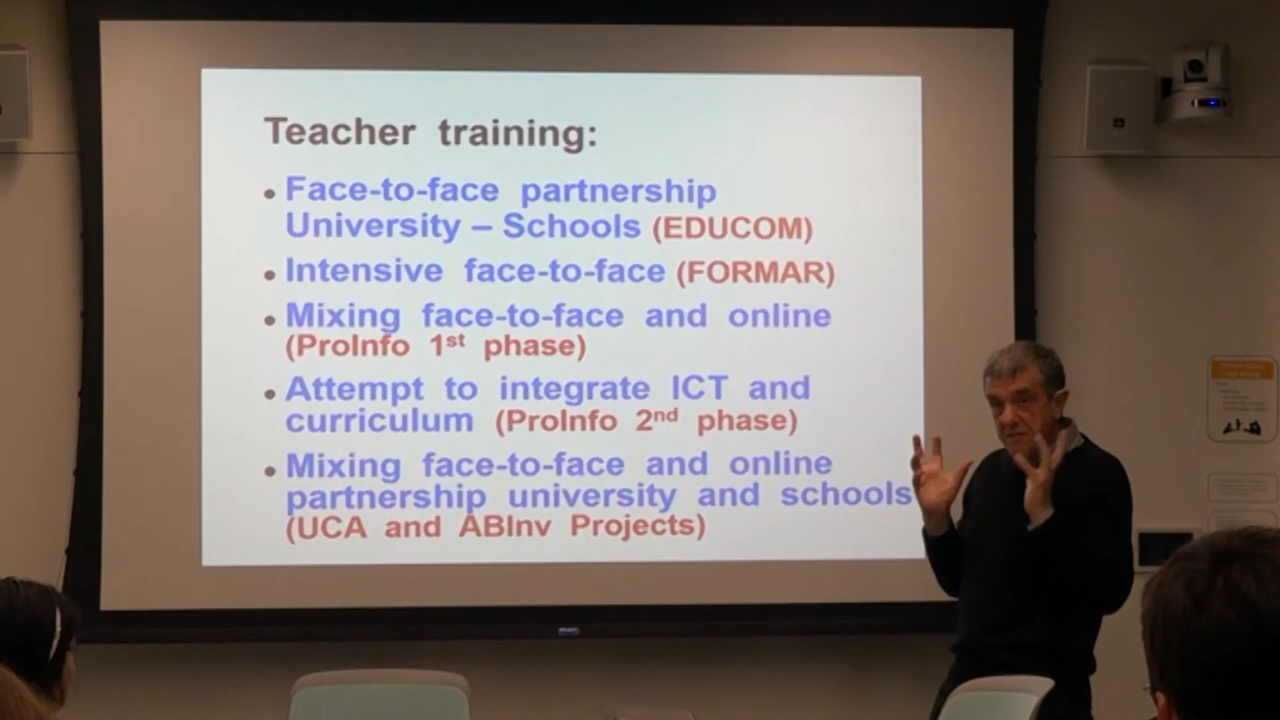 Teacher training:
• Face-to-face partnership
University – Schools (EDUCOM)
• Intensive face-to-face (FORMAR)
• Mixing face-to-face and online
(ProInfo 1st phase)
• Attempt to integrate ICT and
curriculum (ProInfo 2nd phase)
• Mixing face-to-face and online
partnership university and schools
(UCA and ABInv Projects)